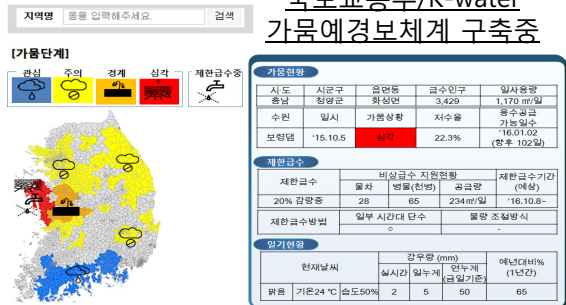 지역명 동을 입력해주세요. 검색
국토교통부/K-water
가뭄예경보체계 구축중
[가뭄단계]
관심 주의 경계 심각 제한급수중
가뭄현황
시·도 시군구 읍면동 급수인구 일사용량
충남 청양군 화성면 3,429 1,170 ㎥/일
수원 일시 가뭄상황 저수율 용수공급
가능일수
보령댐 '15.10.5 심각 22.3% '16.01.02
(향후 102일)
제한급수
제한급수 비상급수 지원현황 제한급수기간
(예상)
물차 병물(천병) 공급량
20% 감량중 28 65 234㎥/일 '16.10.8~
제한급수방법 일부 시간대 단수 물량 조절방식
○ -
일기현황
현재날씨 강우량 (mm) 예년대비%
(1년간)
실시간 일누계 연누계
(금일기준)
맑음 기온24 ℃ 습도50% 2 5 50 65